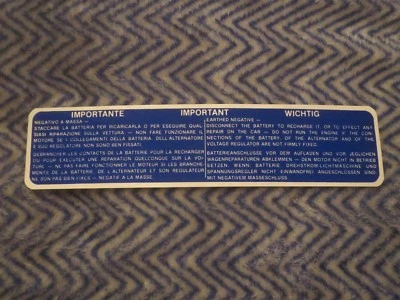 IMPORTANTE IMPORTANT WICHTIG
NEGATIVO A MASSA —
STACCARE LA BATTERIA PER RICARICARLA O PER ESEGUIRE QUAL-
SIASI RIPARAZIONE SULLA VETTURA — NON FARE FUNZIONARE IL
MOTORE SE I COLLEGAMENTI DELLA BATTERIA, DELL'ALTERNATORE
E SUO REGOLATORE NON SONO BEN FISSATI.
DEBRANCHER LES CONTACTS DE LA BATTERIE POUR LA RECHARGER
OU POUR EXECUTER UNE REPARATION QUELCONQUE SUR LA VOI-
TURE — NE PAS FAIRE FONCTIONNER LE MOTEUR SI LES BRANCHE-
MENTS DE LA BATTERIE, DE L'ALTERNATEUR ET SON REGULATEUR
NE SON PAS BIEN FIXES — NEGATIF A LA MASSE
EARTHED NEGATIVE —
DISCONNECT THE BATTERY TO RECHARGE IT OR TO EFFECT ANY
REPAIR ON THE CAR — DO NOT RUN THE ENGINE IF THE CON-
NECTIONS OF THE BATTERY, OF THE ALTERNATOR AND OF THE
VOLTAGE REGULATOR ARE NOT FIRMLY FIXED.
BATTERIEANSCHLÜSSE VOR DEM AUFLADEN UND VOR JEGLICHEN
WAGENREPARATUREN ABKLEMMEN — DEN MOTOR NICHT IN BETRIEB
SETZEN, WENN BATTERIE DREHSTROMLICHTMASCHINE UND
SPANNUNGSREGLER NICHT EINWANDFREI ANGESCHLOSSEN SIND
MIT NEGATIVEM MASSESCHLUSS.